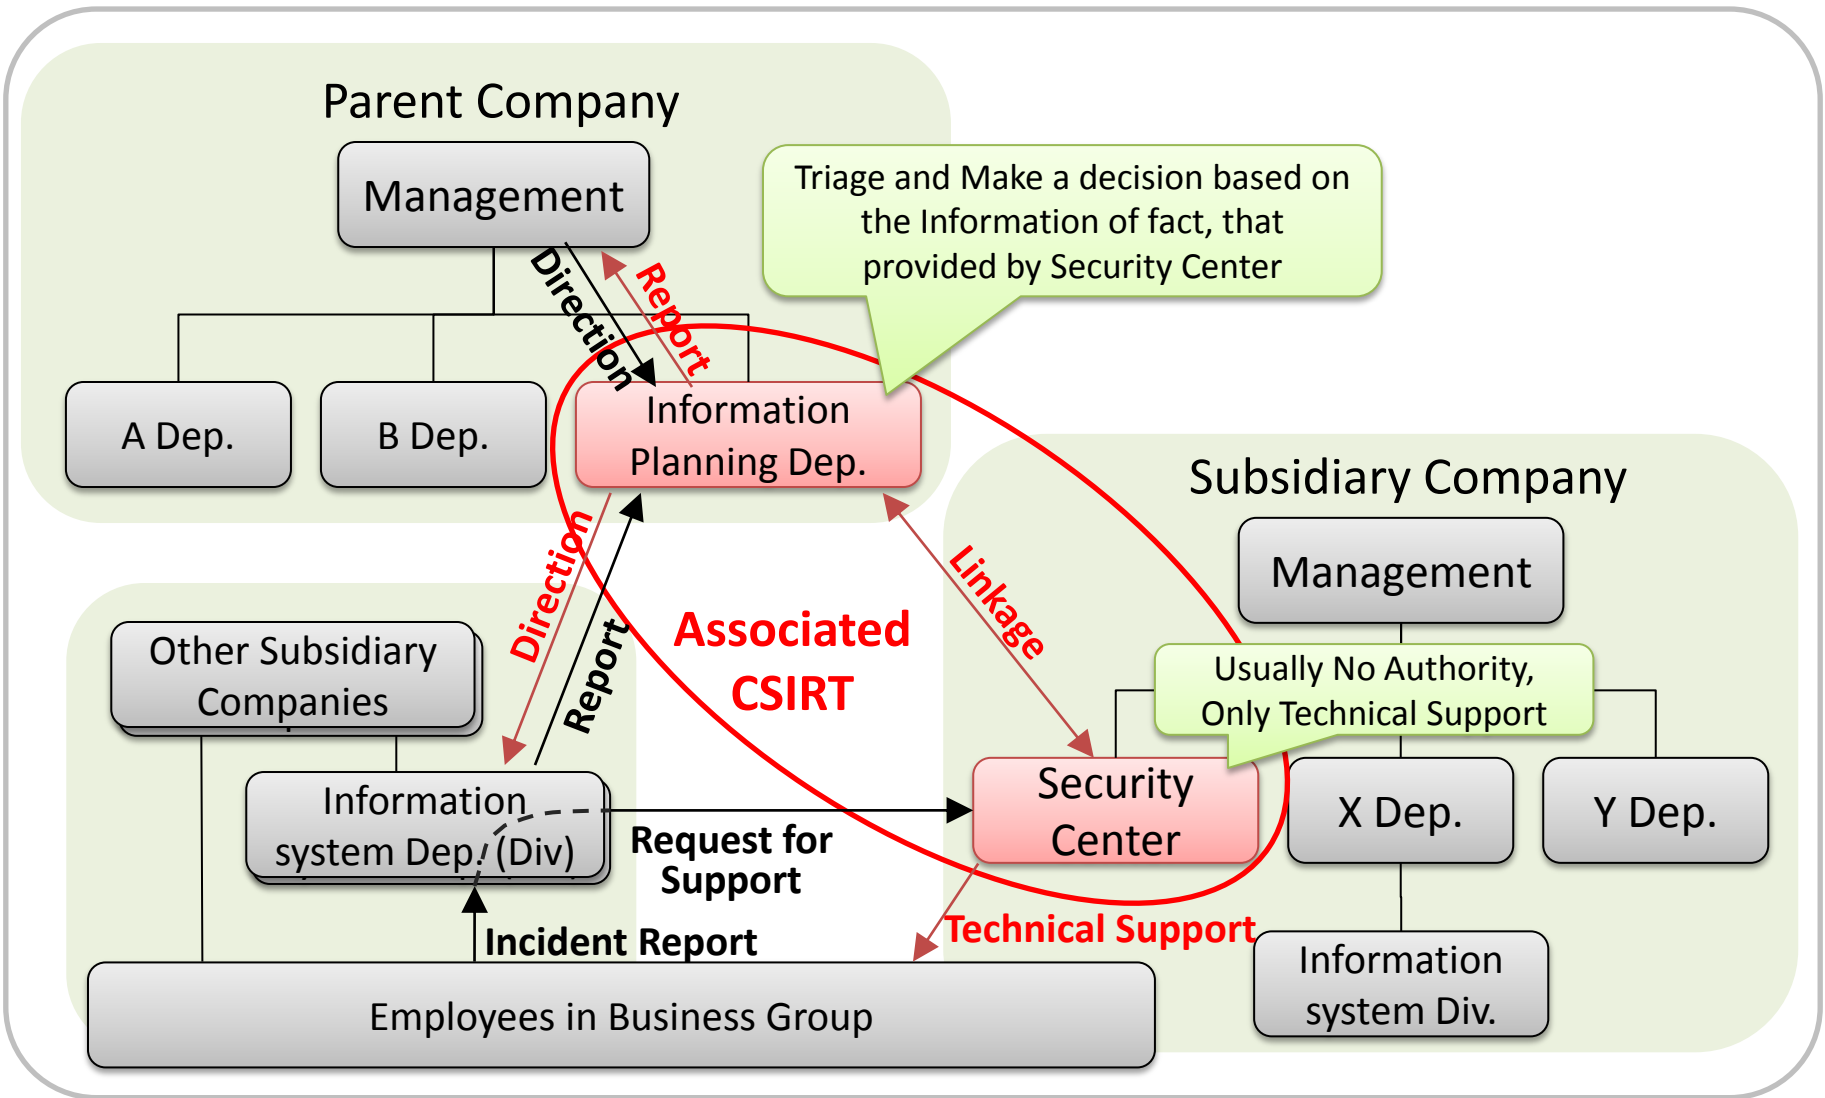 Parent Company
Management
Triage and Make a decision based on
the Information of fact, that
provided by Security Center
Direction
Report
A Dep.
B Dep.
Information
Planning Dep.
Subsidiary Company
Management
Direction
Report
Linkage
Associated
CSIRT
Other Subsidiary
Companies
Usually No Authority,
Only Technical Support
Information
system Dep. (Div)
Request for
Support
Security
Center
X Dep.
Y Dep.
Incident Report
Technical Support
Information
system Div.
Employees in Business Group